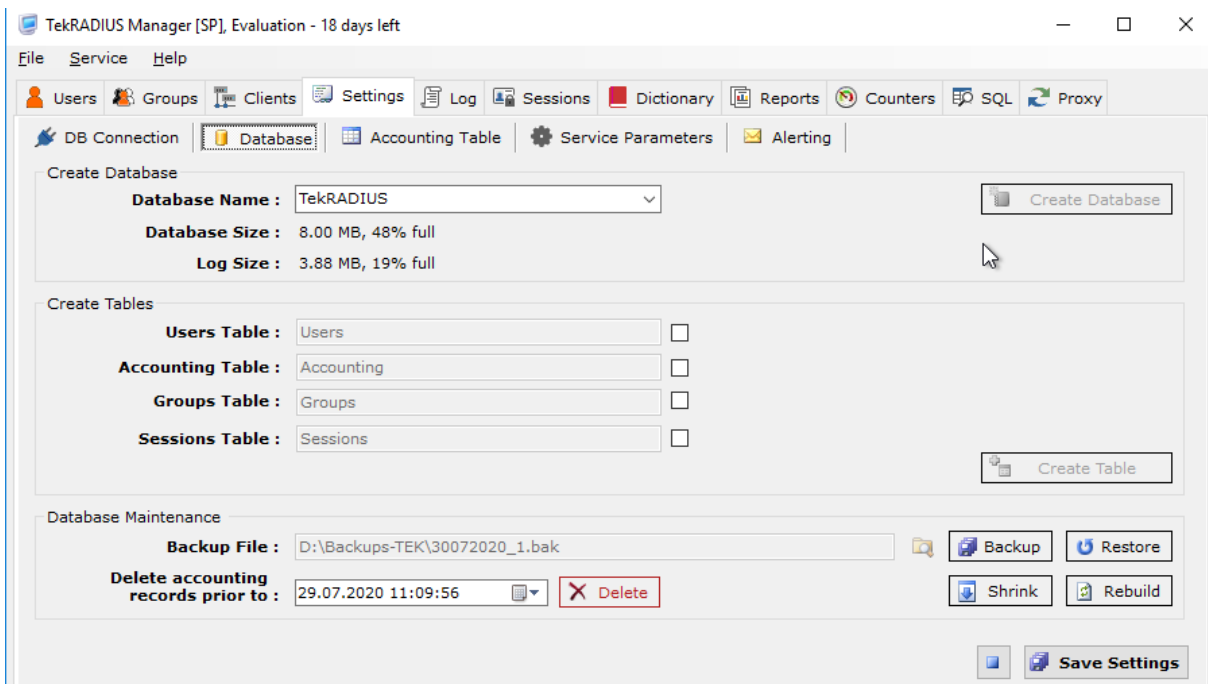 TekRADIUS Manager [SP], Evaluation - 18 days left
File Service Help
Users Groups Clients Settings Log Sessions Dictionary Reports Counters SQL Proxy
DB Connection Database Accounting Table Service Parameters Alerting
Create Database
Database Name : TekRADIUS Create Database
Database Size : 8.00 MB, 48% full
Log Size : 3.88 MB, 19% full
Create Tables
Users Table : Users
Accounting Table : Accounting
Groups Table : Groups
Sessions Table : Sessions
Create Table
Database Maintenance
Backup File : D:\Backups-TEK\30072020_1.bak Backup Restore
Delete accounting
records prior to : 29.07.2020 11:09:56 Delete Shrink Rebuild
Save Settings